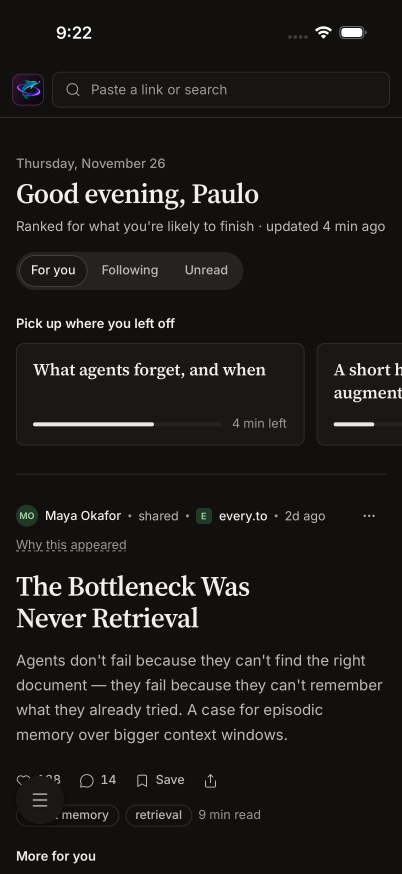 9:22
Paste a link or search
Thursday, November 26
Good evening, Paulo
Ranked for what you're likely to finish · updated 4 min ago
For you
Following
Unread
Pick up where you left off
What agents forget, and when
4 min left
A short
augment
MO Maya Okafor • shared • E every.to • 2d ago
Why this appeared
The Bottleneck Was
Never Retrieval
Agents don't fail because they can't find the right
document — they fail because they can't remember
what they already tried. A case for episodic
memory over bigger context windows.
14
Save
memory
retrieval
9 min read
More for you